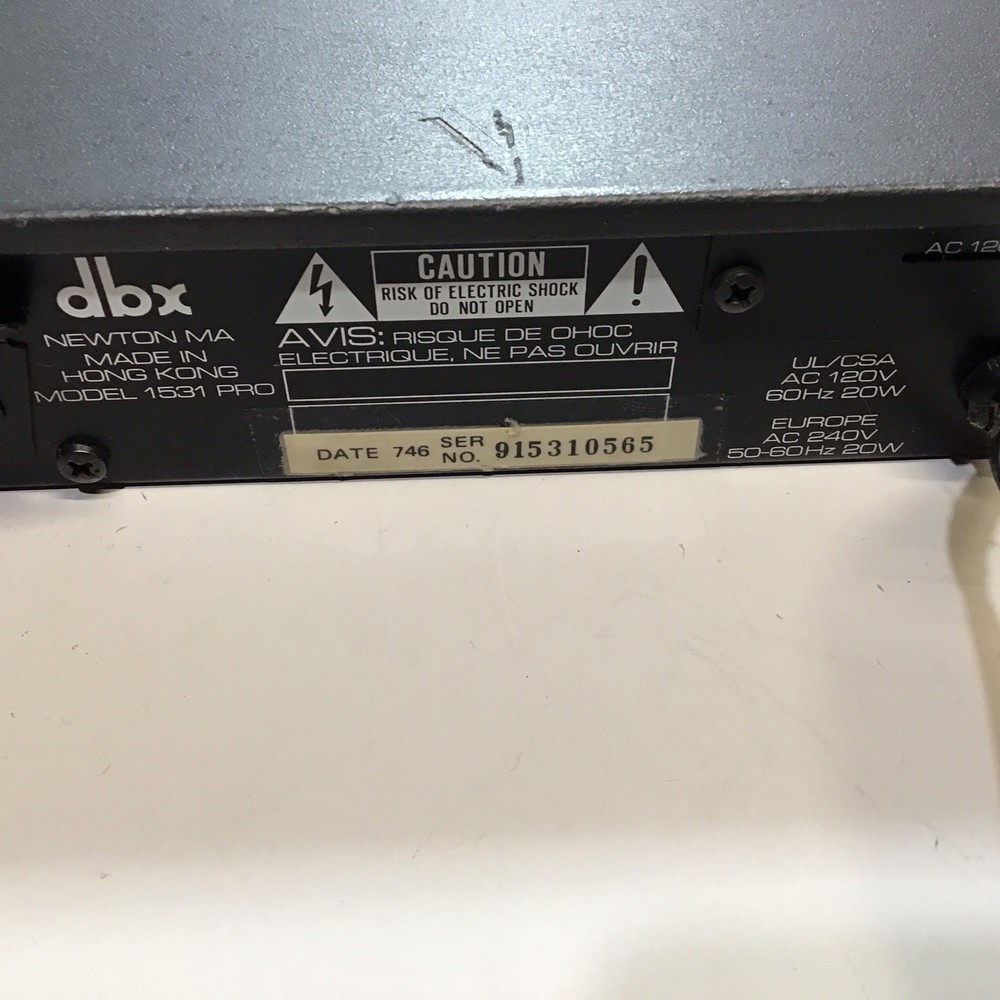 dbx
NEWTON MA
MADE IN
HONG KONG
MODEL 1531 PRO
CAUTION
RISK OF ELECTRIC SHOCK
DO NOT OPEN
AVIS: RISQUE DE OHOC
ELECTRIQUE, NE PAS OUVRIR
DATE 746 SER NO. 915310565
AC 120
UL/CSA
AC 120V
60Hz 20W
EUROPE
AC 240V
50-60Hz 20W